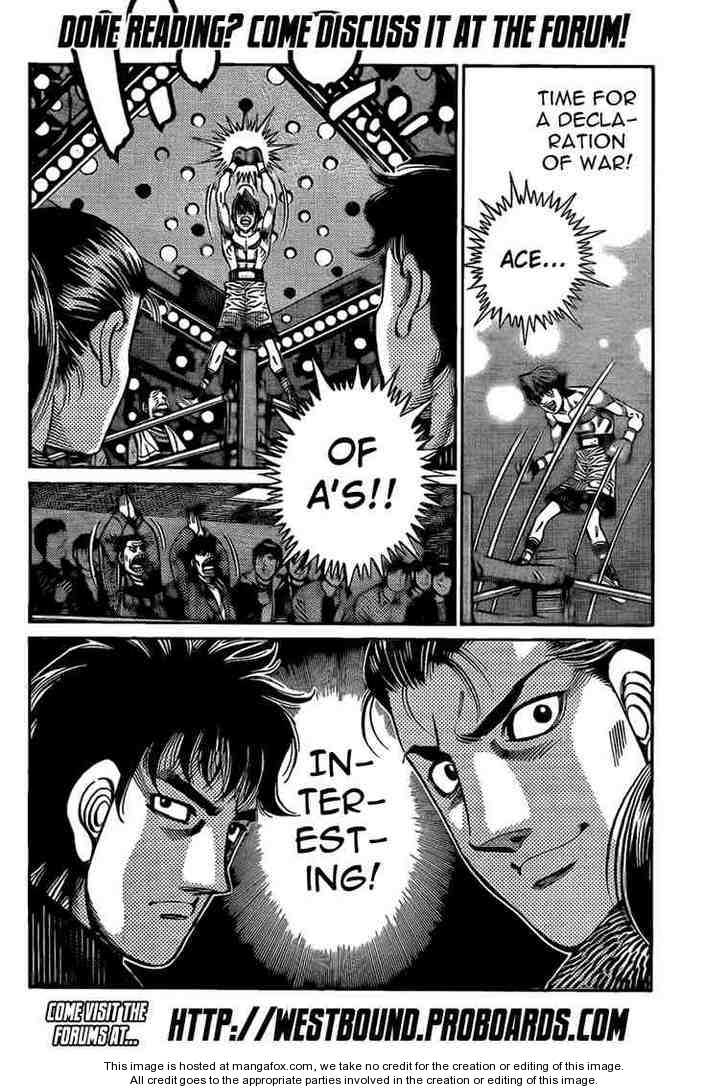 DONE READING? COME DISCUSS IT AT THE FORUM!
TIME FOR
A DECLA-
RATION
OF WAR!
ACE...
OF
A'S!!
IN-
TER-
EST-
ING!
COME VISIT THE
FORUMS AT...
HTTP://WESTBOUND.PROBOARDS.COM
This image is hosted at mangafox.com, we take no credit for the creation or editing of this image.
All credit goes to the appropriate parties involved in the creation or editing of this image.